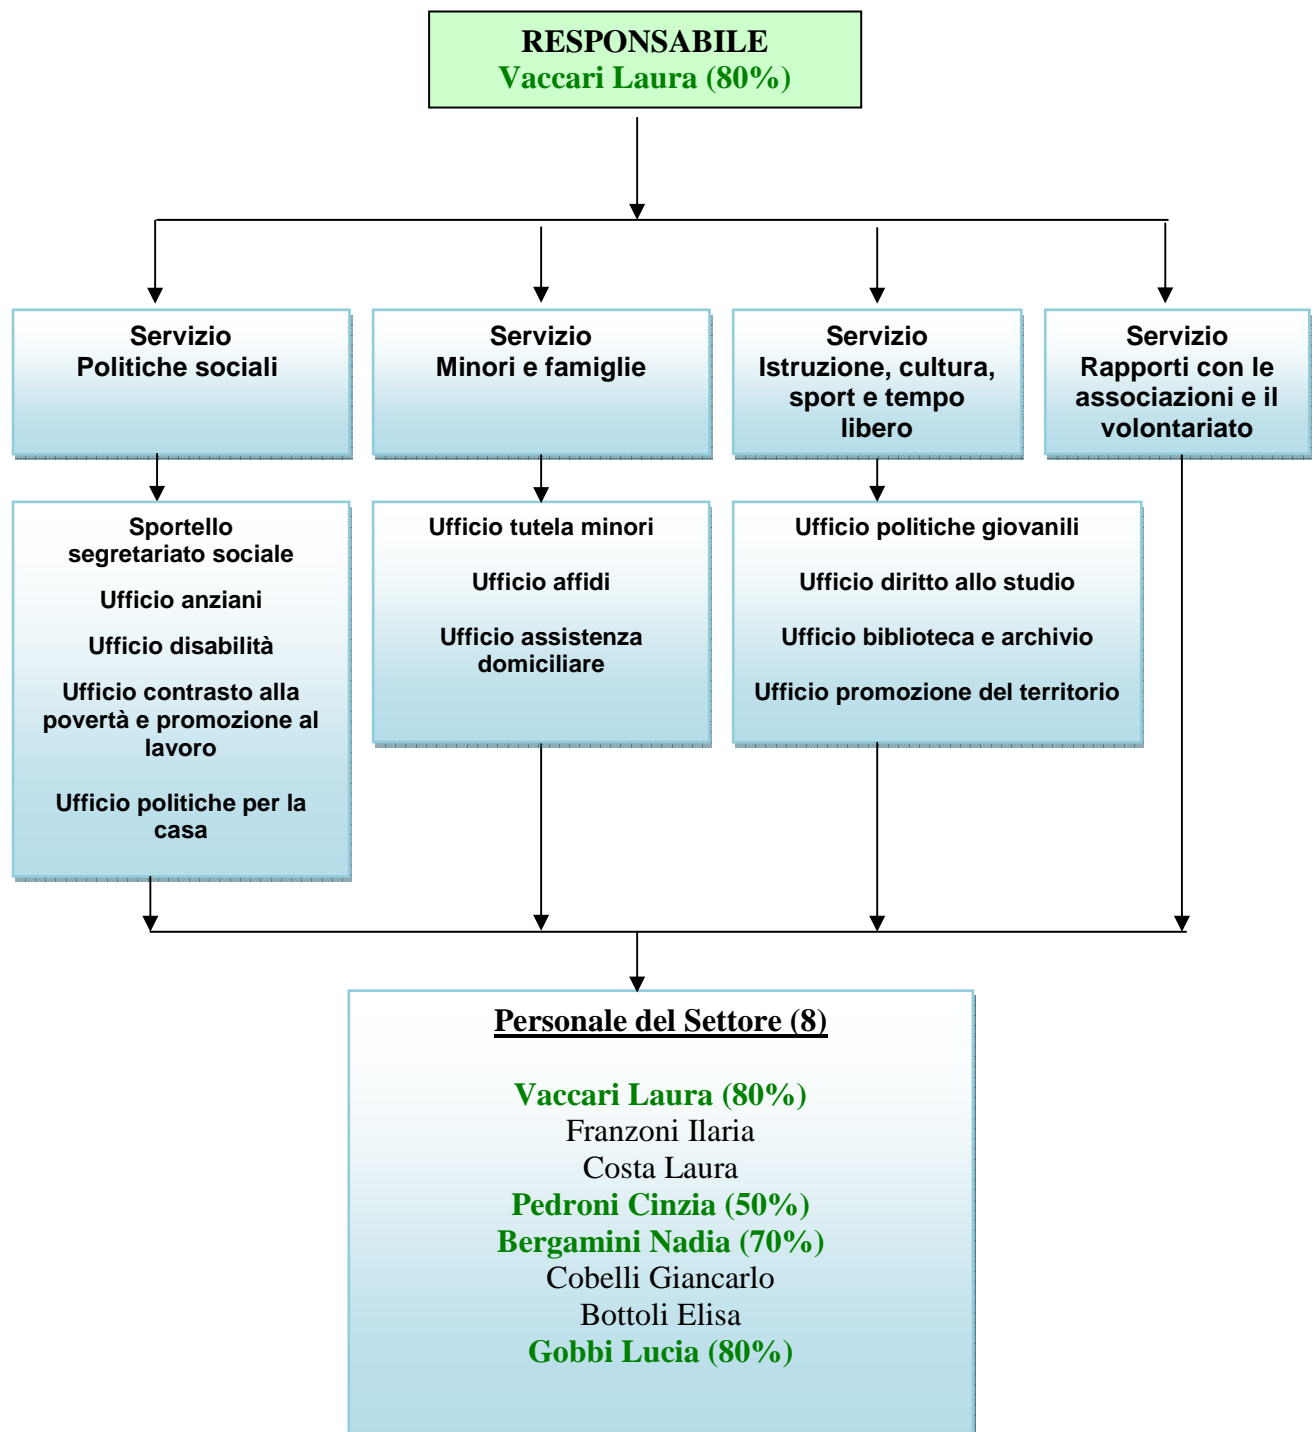 RESPONSABILE
Vaccari Laura (80%)
Servizio
Politiche sociali
Servizio
Minori e famiglie
Servizio
Istruzione, cultura,
sport e tempo
libero
Servizio
Rapporti con le
associazioni e il
volontariato
Sportello
segretariato sociale
Ufficio anziani
Ufficio disabilità
Ufficio contrasto alla
povertà e promozione al
lavoro
Ufficio politiche per la
casa
Ufficio tutela minori
Ufficio affidi
Ufficio assistenza
domiciliare
Ufficio politiche giovanili
Ufficio diritto allo studio
Ufficio biblioteca e archivio
Ufficio promozione del territorio
Personale del Settore (8)
Vaccari Laura (80%)
Franzoni Ilaria
Costa Laura
Pedroni Cinzia (50%)
Bergamini Nadia (70%)
Cobelli Giancarlo
Bottoli Elisa
Gobbi Lucia (80%)